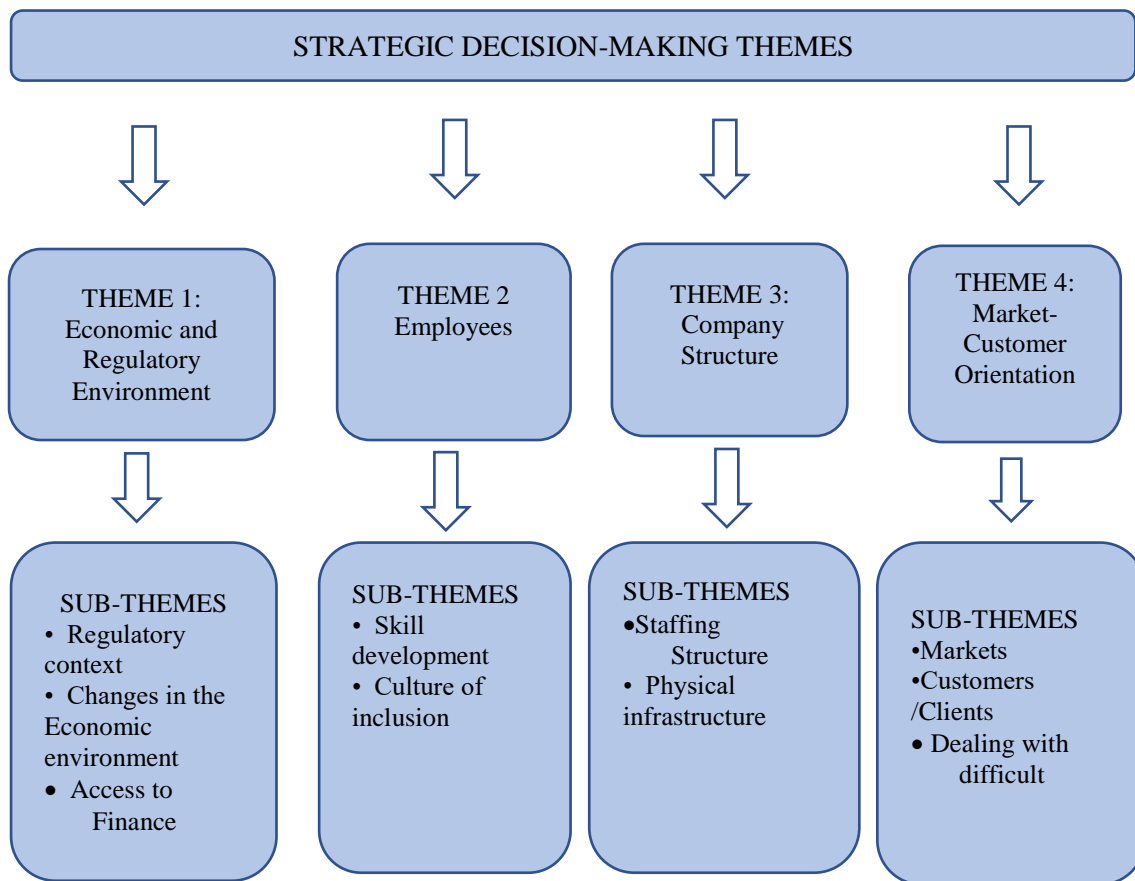 STRATEGIC DECISION-MAKING THEMES
THEME 1:
Economic and
Regulatory
Environment
THEME 2
Employees
THEME 3:
Company
Structure
THEME 4:
Market-
Customer
Orientation
SUB-THEMES
• Regulatory
context
• Changes in the
Economic
environment
• Access to
Finance
SUB-THEMES
• Skill
development
• Culture of
inclusion
SUB-THEMES
•Staffing
Structure
• Physical
infrastructure
SUB-THEMES
•Markets
•Customers
/Clients
• Dealing with
difficult